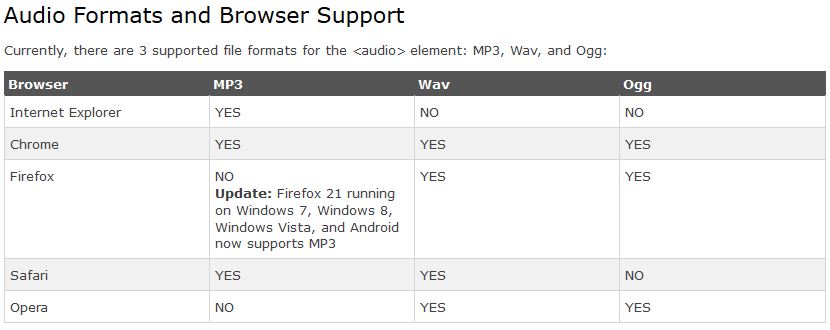 Audio Formats and Browser Support
Currently, there are 3 supported file formats for the <audio> element: MP3, Wav, and Ogg:
Browser MP3 Wav Ogg
Internet Explorer YES NO NO
Chrome YES YES YES
Firefox NO YES YES
Update: Firefox 21 running
on Windows 7, Windows 8,
Windows Vista, and Android
now supports MP3
Safari YES YES NO
Opera NO YES YES